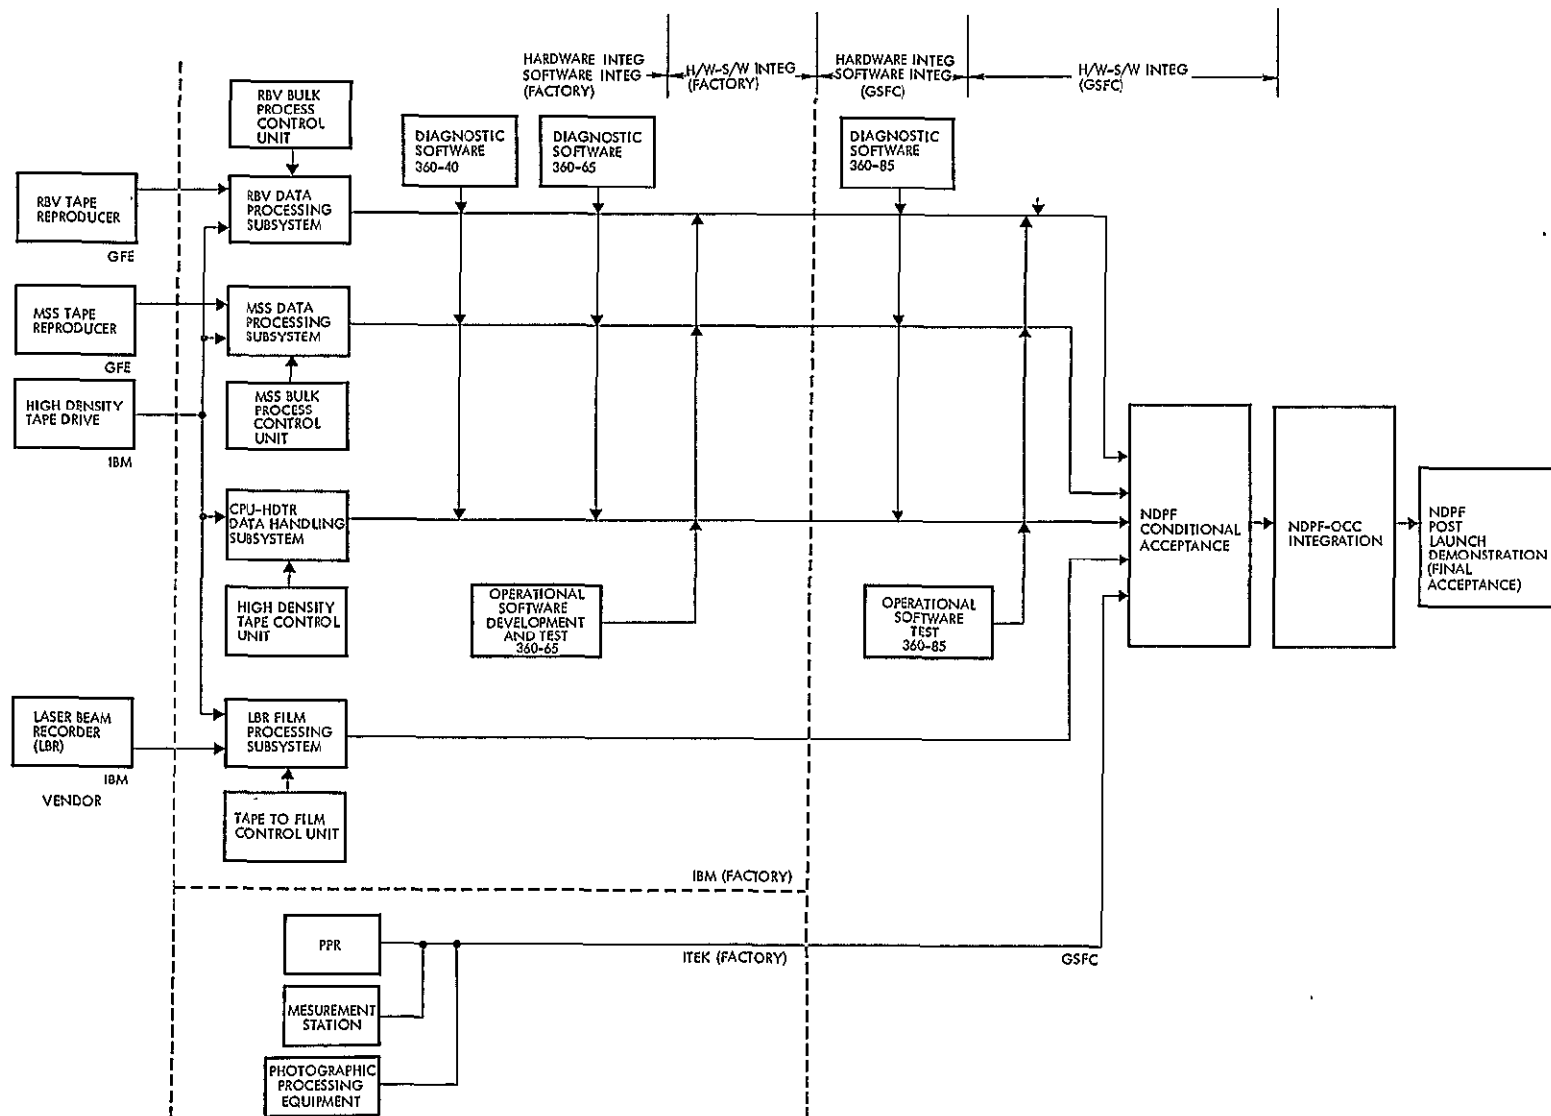 HARDWARE INTEG
SOFTWARE INTEG
(FACTORY)
H/W-S/W INTEG
(FACTORY)
HARDWARE INTEG
SOFTWARE INTEG
(GSFC)
H/W-S/W INTEG
(GSFC)
RBV BULK
PROCESS
CONTROL
UNIT
DIAGNOSTIC
SOFTWARE
360-40
DIAGNOSTIC
SOFTWARE
360-65
DIAGNOSTIC
SOFTWARE
360-85
RBV TAPE
REPRODUCER
GFE
RBV DATA
PROCESSING
SUBSYSTEM
MSS TAPE
REPRODUCER
GFE
MSS DATA
PROCESSING
SUBSYSTEM
HIGH DENSITY
TAPE DRIVE
IBM
MSS BULK
PROCESS
CONTROL
UNIT
CPU-HDTR
DATA HANDLING
SUBSYSTEM
HIGH DENSITY
TAPE CONTROL
UNIT
OPERATIONAL
SOFTWARE
DEVELOPMENT
AND TEST
360-65
OPERATIONAL
SOFTWARE
TEST
360-85
NDPF
CONDITIONAL
ACCEPTANCE
NDPF-OCC
INTEGRATION
NDPF
POST
LAUNCH
DEMONSTRATION
(FINAL
ACCEPTANCE)
LASER BEAM
RECORDER
(LBR)
IBM
VENDOR
LBR FILM
PROCESSING
SUBSYSTEM
TAPE TO FILM
CONTROL UNIT
IBM (FACTORY)
PPR
ITEK (FACTORY)
GSFC
MESUREMENT
STATION
PHOTOGRAPHIC
PROCESSING
EQUIPMENT